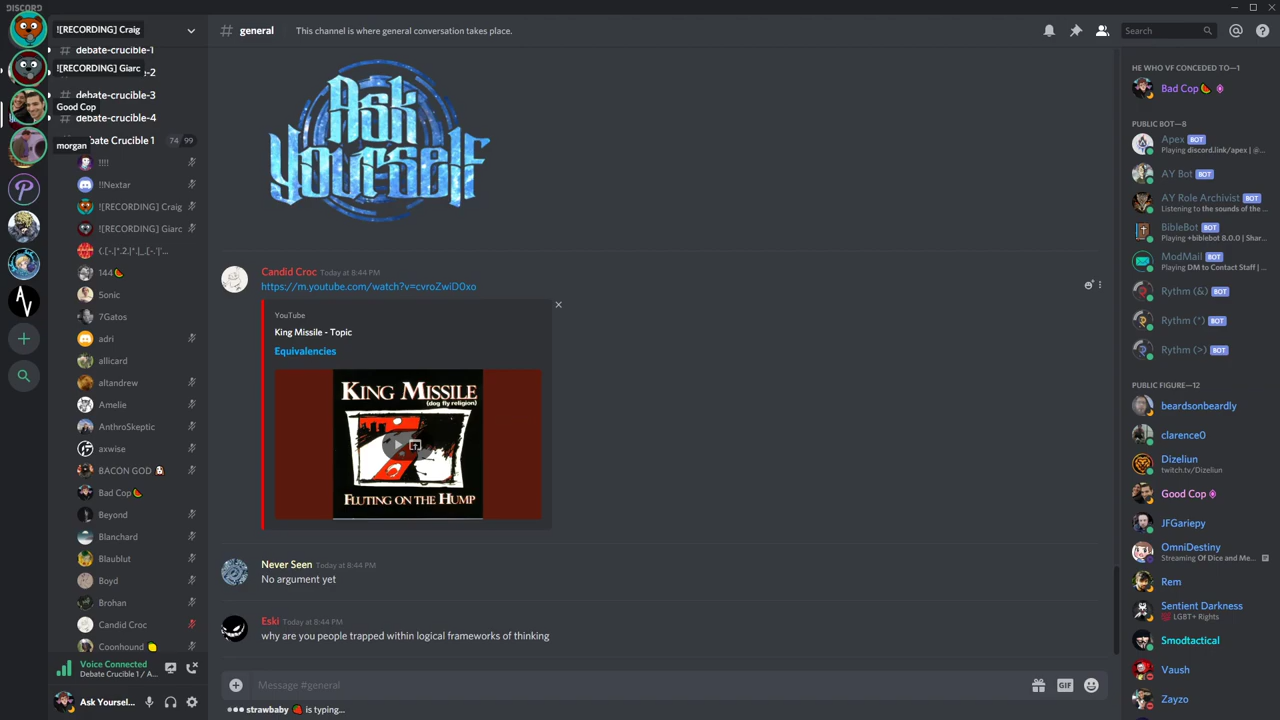 DISCORD
![RECORDING] Craig
![RECORDING] Giarc
Good Cop
morgan
debate-crucible-1
-2
debate-crucible-3
debate-crucible-4
ebate Crucible 1 74 99
!!!!
!!Nextar
![RECORDING] Craig
![RECORDING] Giarc
144
5onic
7Gatos
adri
allicard
altandrew
Amelie
AnthroSkeptic
axwise
BACON GOD
Bad Cop
Beyond
Blanchard
Blaublut
Boyd
Brohan
Candid Croc
Coonhound
Voice Connected
Debate Crucible 1 / A...
Ask Yoursel...
# general This channel is where general conversation takes place.
Search
Ask
Yourself
Candid Croc Today at 8:44 PM
https://m.youtube.com/watch?v=cvroZwiD0xo
YouTube
King Missile - Topic
Equivalencies
KING MISSILE
(dog fly religion)
FLUTING ON THE HUMP
Never Seen Today at 8:44 PM
No argument yet
Eski Today at 8:44 PM
why are you people trapped within logical frameworks of thinking
Message #general
GIF
strawbaby is typing...
HE WHO VF CONCEDED TO—1
Bad Cop
PUBLIC BOT—8
Apex BOT
Playing discord.link/apex | @...
AY Bot BOT
AY Role Archivist BOT
Listening to the sounds of the ...
BibleBot BOT
Playing +biblebot 8.0.0 | Shar...
ModMail BOT
Playing DM to Contact Staff | ...
Rythm (&) BOT
Rythm (*) BOT
Rythm (>) BOT
PUBLIC FIGURE—12
beardsonbeardly
clarence0
Dizeliun
twitch.tv/Dizeliun
Good Cop
JFGariepy
OmniDestiny
Streaming Of Dice and Me...
Rem
Sentient Darkness
LGBT+ Rights
Smodtactical
Vaush
Zayzo